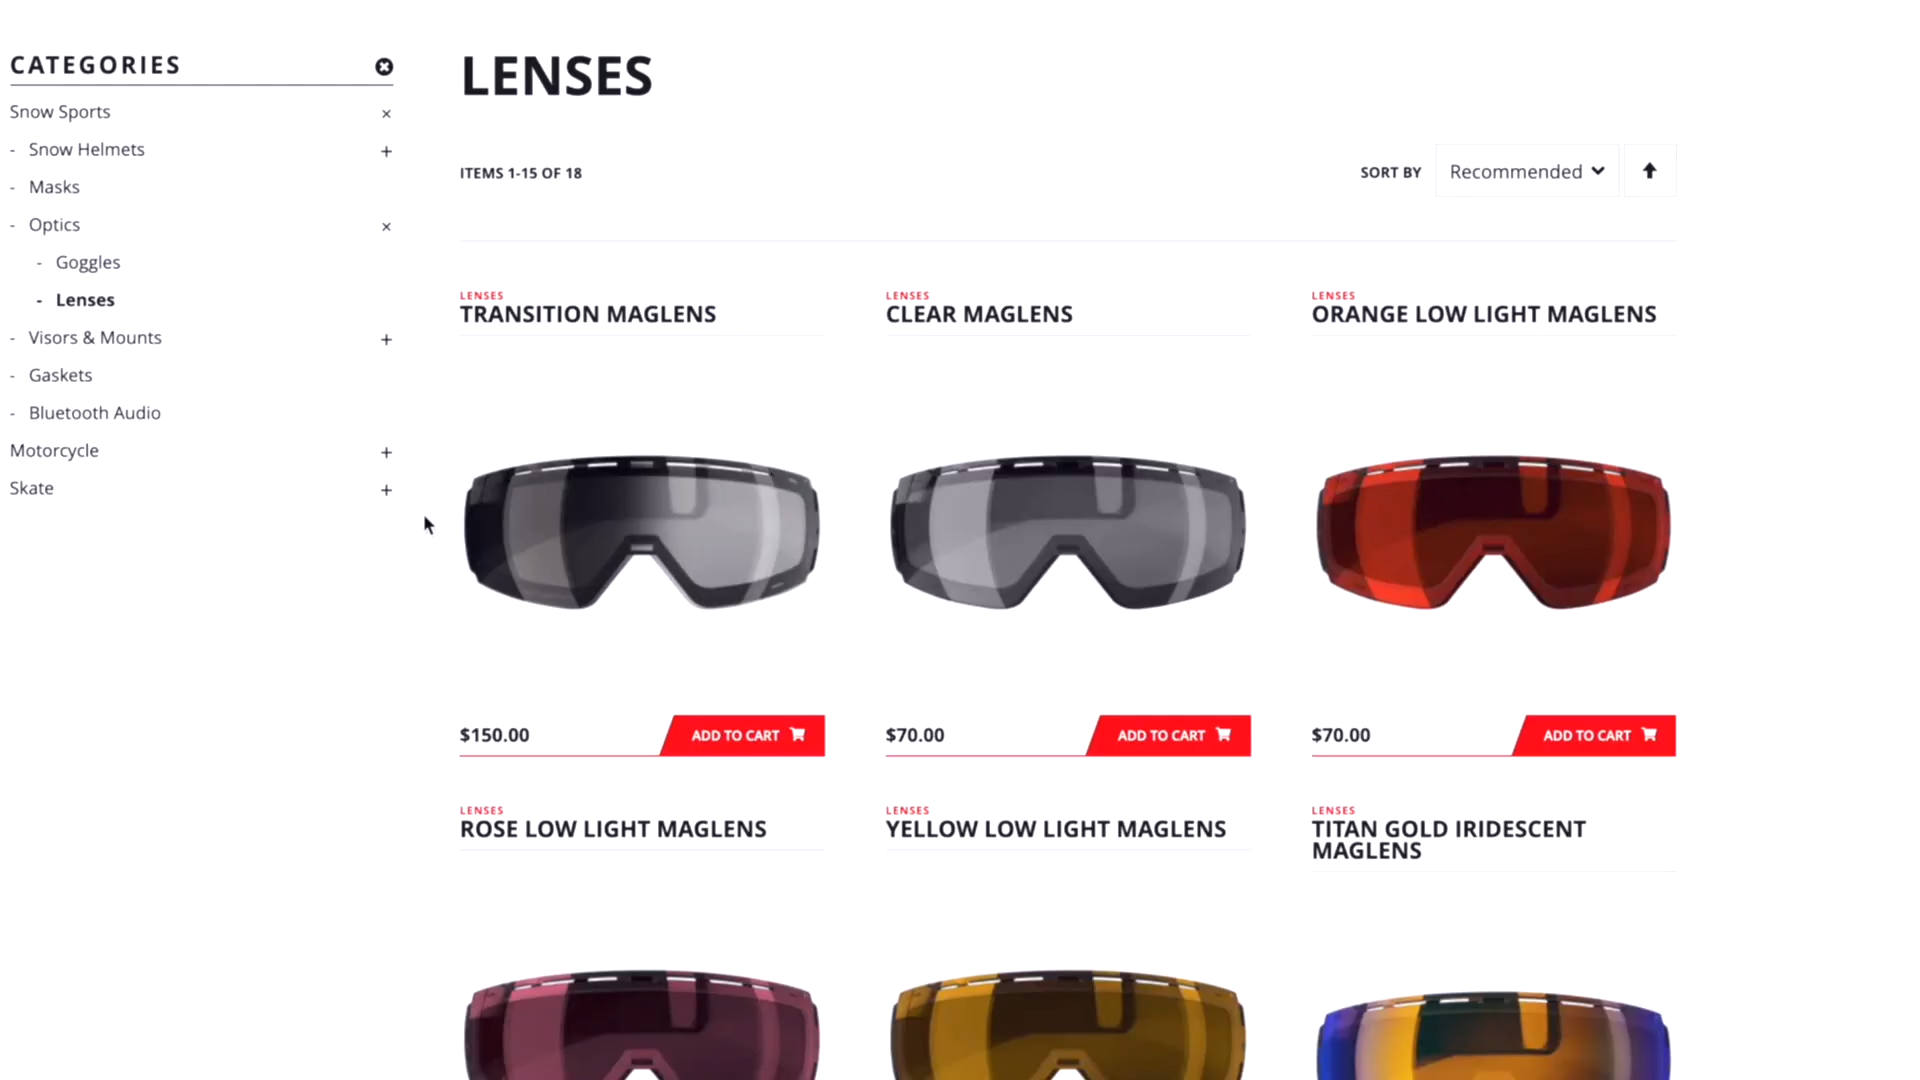 CATEGORIES
Snow Sports
- Snow Helmets
- Masks
- Optics
- Goggles
- Lenses
- Visors & Mounts
- Gaskets
- Bluetooth Audio
Motorcycle
Skate
LENSES
ITEMS 1-15 OF 18
SORT BY Recommended
LENSES
TRANSITION MAGLENS
$150.00 ADD TO CART
LENSES
CLEAR MAGLENS
$70.00 ADD TO CART
LENSES
ORANGE LOW LIGHT MAGLENS
$70.00 ADD TO CART
LENSES
ROSE LOW LIGHT MAGLENS
LENSES
YELLOW LOW LIGHT MAGLENS
LENSES
TITAN GOLD IRIDESCENT
MAGLENS